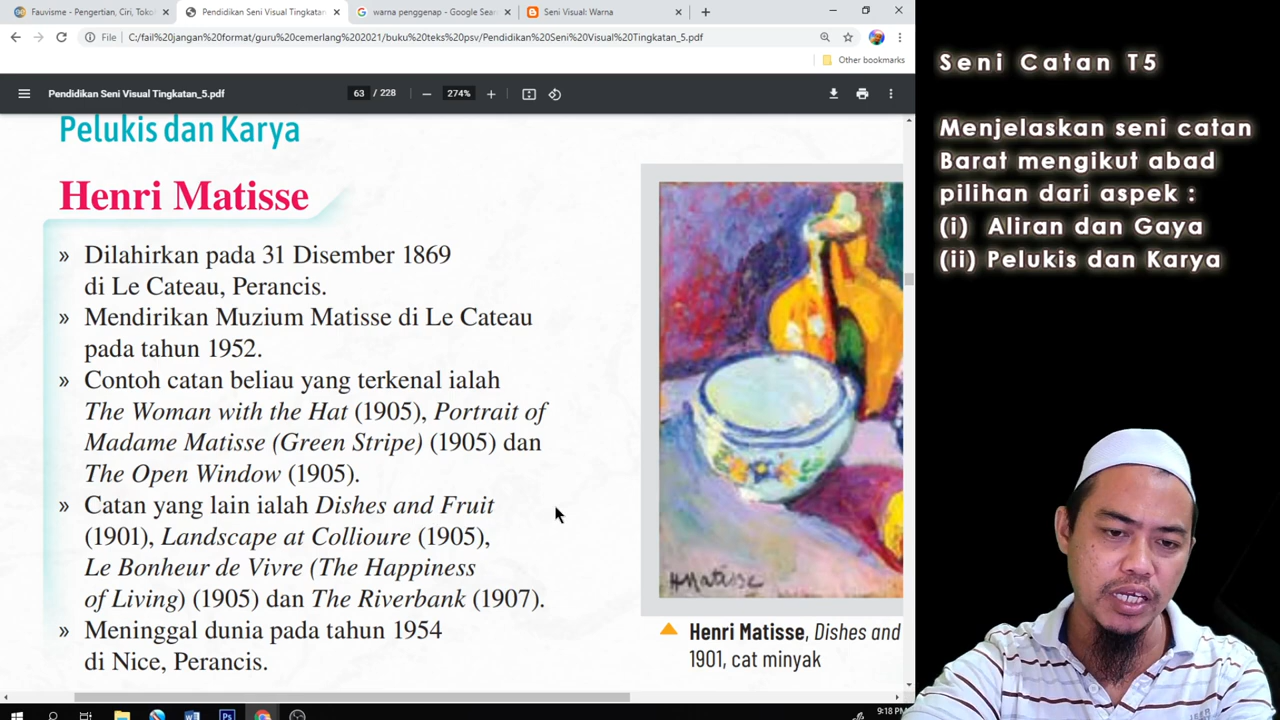 Fauvisme - Pengertian, Ciri, Toko
Pendidikan Seni Visual Tingkatan
warna penggenap - Google Sear
Seni Visual: Warna
File
C:/fail%20jangan%20format/guru%20cemerlang%202021/buku%20teks%20psv/Pendidikan%20Seni%20Visual%20Tingkatan_5.pdf
Other bookmarks
Pendidikan Seni Visual Tingkatan_5.pdf
63 / 228
274%
Pelukis dan Karya
Henri Matisse
» Dilahirkan pada 31 Disember 1869
di Le Cateau, Perancis.
» Mendirikan Muzium Matisse di Le Cateau
pada tahun 1952.
» Contoh catan beliau yang terkenal ialah
The Woman with the Hat (1905), Portrait of
Madame Matisse (Green Stripe) (1905) dan
The Open Window (1905).
» Catan yang lain ialah Dishes and Fruit
(1901), Landscape at Collioure (1905),
Le Bonheur de Vivre (The Happiness
of Living) (1905) dan The Riverbank (1907).
» Meninggal dunia pada tahun 1954
di Nice, Perancis.
H Matisse
Henri Matisse, Dishes and
1901, cat minyak
Seni Catan T5
Menjelaskan seni catan
Barat mengikut abad
pilihan dari aspek :
(i) Aliran dan Gaya
(ii) Pelukis dan Karya
9:18 PM